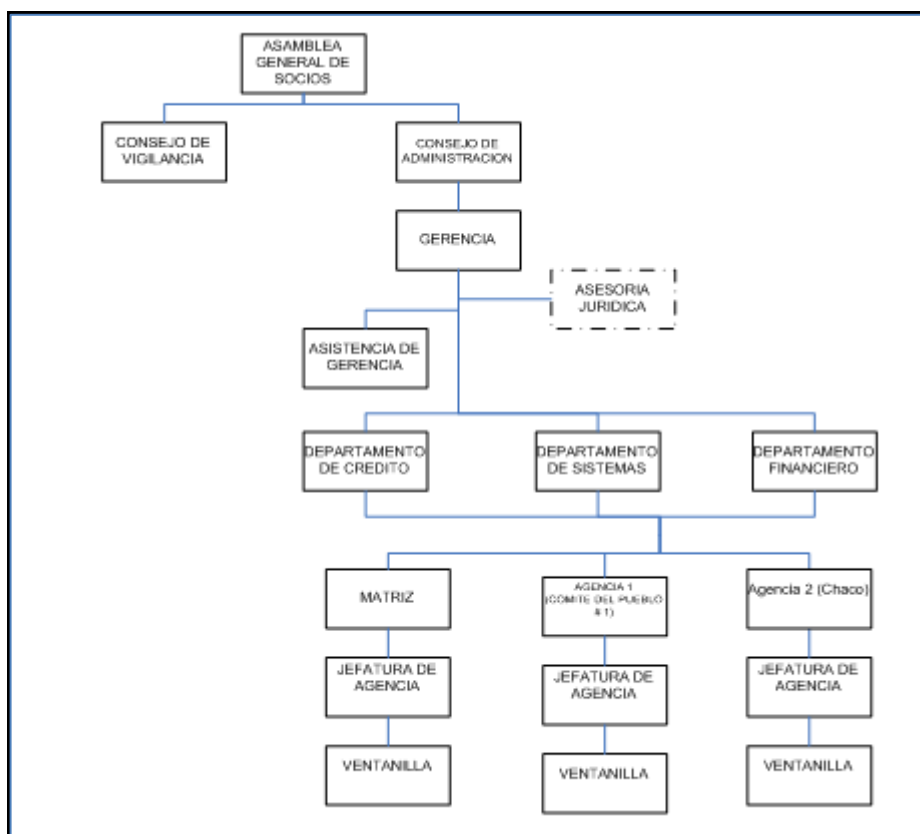 ASAMBLEA
GENERAL DE
SOCIOS
CONSEJO DE
VIGILANCIA
CONSEJO DE
ADMINISTRACION
GERENCIA
ASESORIA
JURIDICA
ASISTENCIA DE
GERENCIA
DEPARTAMENTO
DE CREDITO
DEPARTAMENTO
DE SISTEMAS
DEPARTAMENTO
FINANCIERO
MATRIZ
AGENCIA 1
(COMITE DEL PUEBLO
# 1)
Agencia 2 (Chaco)
JEFATURA DE
AGENCIA
JEFATURA DE
AGENCIA
JEFATURA DE
AGENCIA
VENTANILLA
VENTANILLA
VENTANILLA